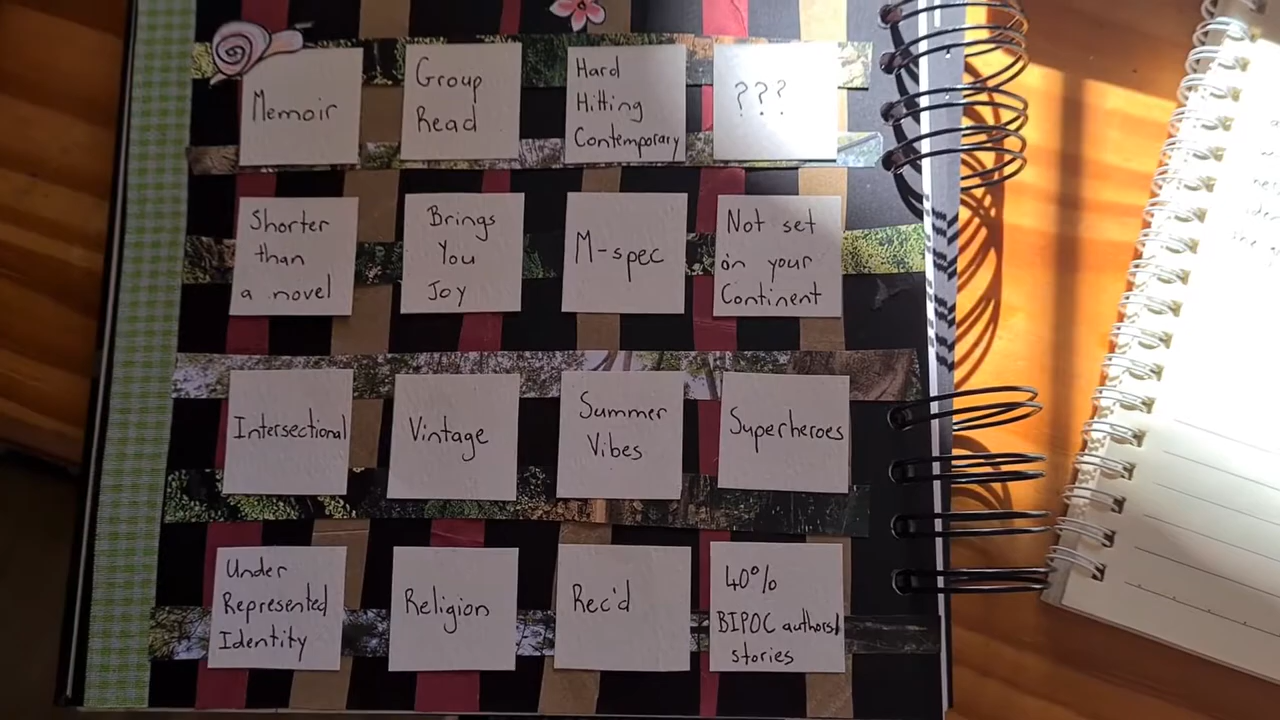 Memoir
Group
Read
Hard
Hitting
Contemporary
???
Shorter
than
a novel
Brings
You
Joy
M-spec
Not set
on your
Continent
Intersectional
Vintage
Summer
Vibes
Superheroes
Under
Represented
Identity
Religion
Rec'd
40%
BIPOC authors/
stories